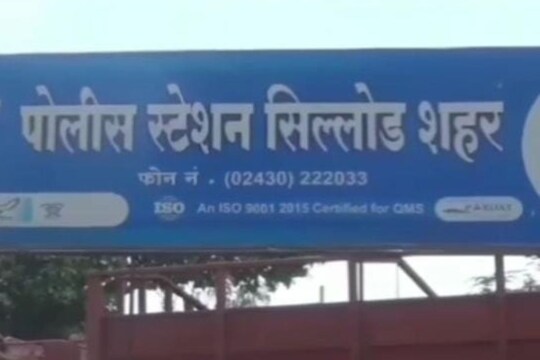 पोलीस स्टेशन सिल्लोड शहर
फोन नं . (02430) 222033
ISO An ISO 9001 2015 Certified for QMS